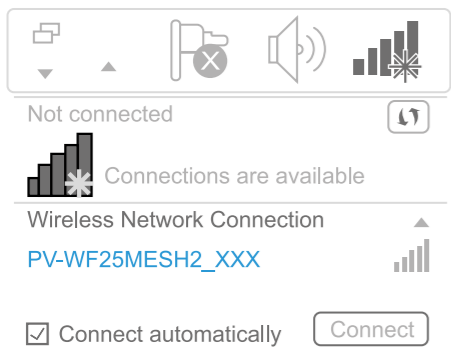 X
Not connected
Connections are available
Wireless Network Connection
PV-WF25MESH2_XXX
Connect automatically
Connect